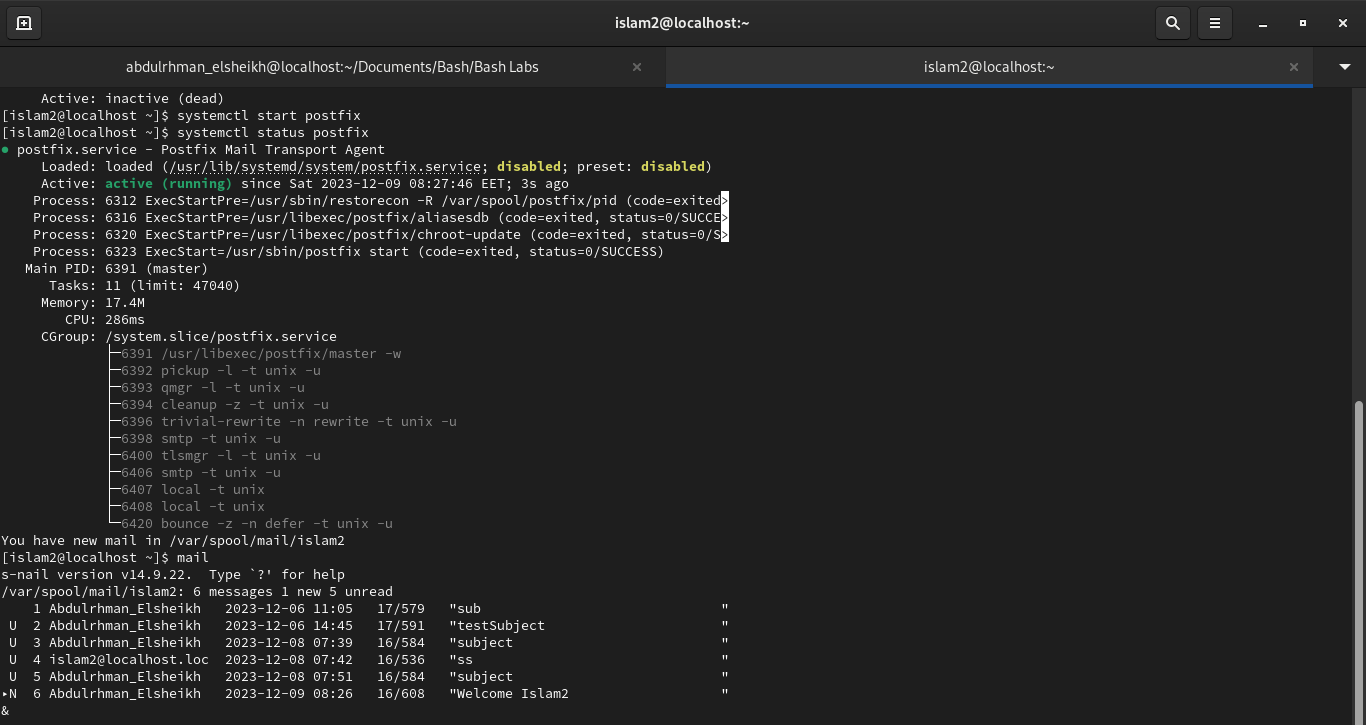 islam2@localhost:~
abdulrhman_elsheikh@localhost:~/Documents/Bash/Bash Labs
islam2@localhost:~
     Active: inactive (dead)
[islam2@localhost ~]$ systemctl start postfix
[islam2@localhost ~]$ systemctl status postfix
● postfix.service - Postfix Mail Transport Agent
     Loaded: loaded (/usr/lib/systemd/system/postfix.service; disabled; preset: disabled)
     Active: active (running) since Sat 2023-12-09 08:27:46 EET; 3s ago
    Process: 6312 ExecStartPre=/usr/sbin/restorecon -R /var/spool/postfix/pid (code=exited>
    Process: 6316 ExecStartPre=/usr/libexec/postfix/aliasesdb (code=exited, status=0/SUCCE>
    Process: 6320 ExecStartPre=/usr/libexec/postfix/chroot-update (code=exited, status=0/S>
    Process: 6323 ExecStart=/usr/sbin/postfix start (code=exited, status=0/SUCCESS)
   Main PID: 6391 (master)
      Tasks: 11 (limit: 47040)
     Memory: 17.4M
        CPU: 286ms
     CGroup: /system.slice/postfix.service
             ├─6391 /usr/libexec/postfix/master -w
             ├─6392 pickup -l -t unix -u
             ├─6393 qmgr -l -t unix -u
             ├─6394 cleanup -z -t unix -u
             ├─6396 trivial-rewrite -n rewrite -t unix -u
             ├─6398 smtp -t unix -u
             ├─6400 tlsmgr -l -t unix -u
             ├─6406 smtp -t unix -u
             ├─6407 local -t unix
             ├─6408 local -t unix
             └─6420 bounce -z -n defer -t unix -u
You have new mail in /var/spool/mail/islam2
[islam2@localhost ~]$ mail
s-nail version v14.9.22.  Type `?' for help
/var/spool/mail/islam2: 6 messages 1 new 5 unread
    1 Abdulrhman_Elsheikh   2023-12-06 11:05   17/579   "sub                              "
 U  2 Abdulrhman_Elsheikh   2023-12-06 14:45   17/591   "testSubject                      "
 U  3 Abdulrhman_Elsheikh   2023-12-08 07:39   16/584   "subject                          "
 U  4 islam2@localhost.loc  2023-12-08 07:42   16/536   "ss                               "
 U  5 Abdulrhman_Elsheikh   2023-12-08 07:51   16/584   "subject                          "
▸N  6 Abdulrhman_Elsheikh   2023-12-09 08:26   16/608   "Welcome Islam2                   "
&